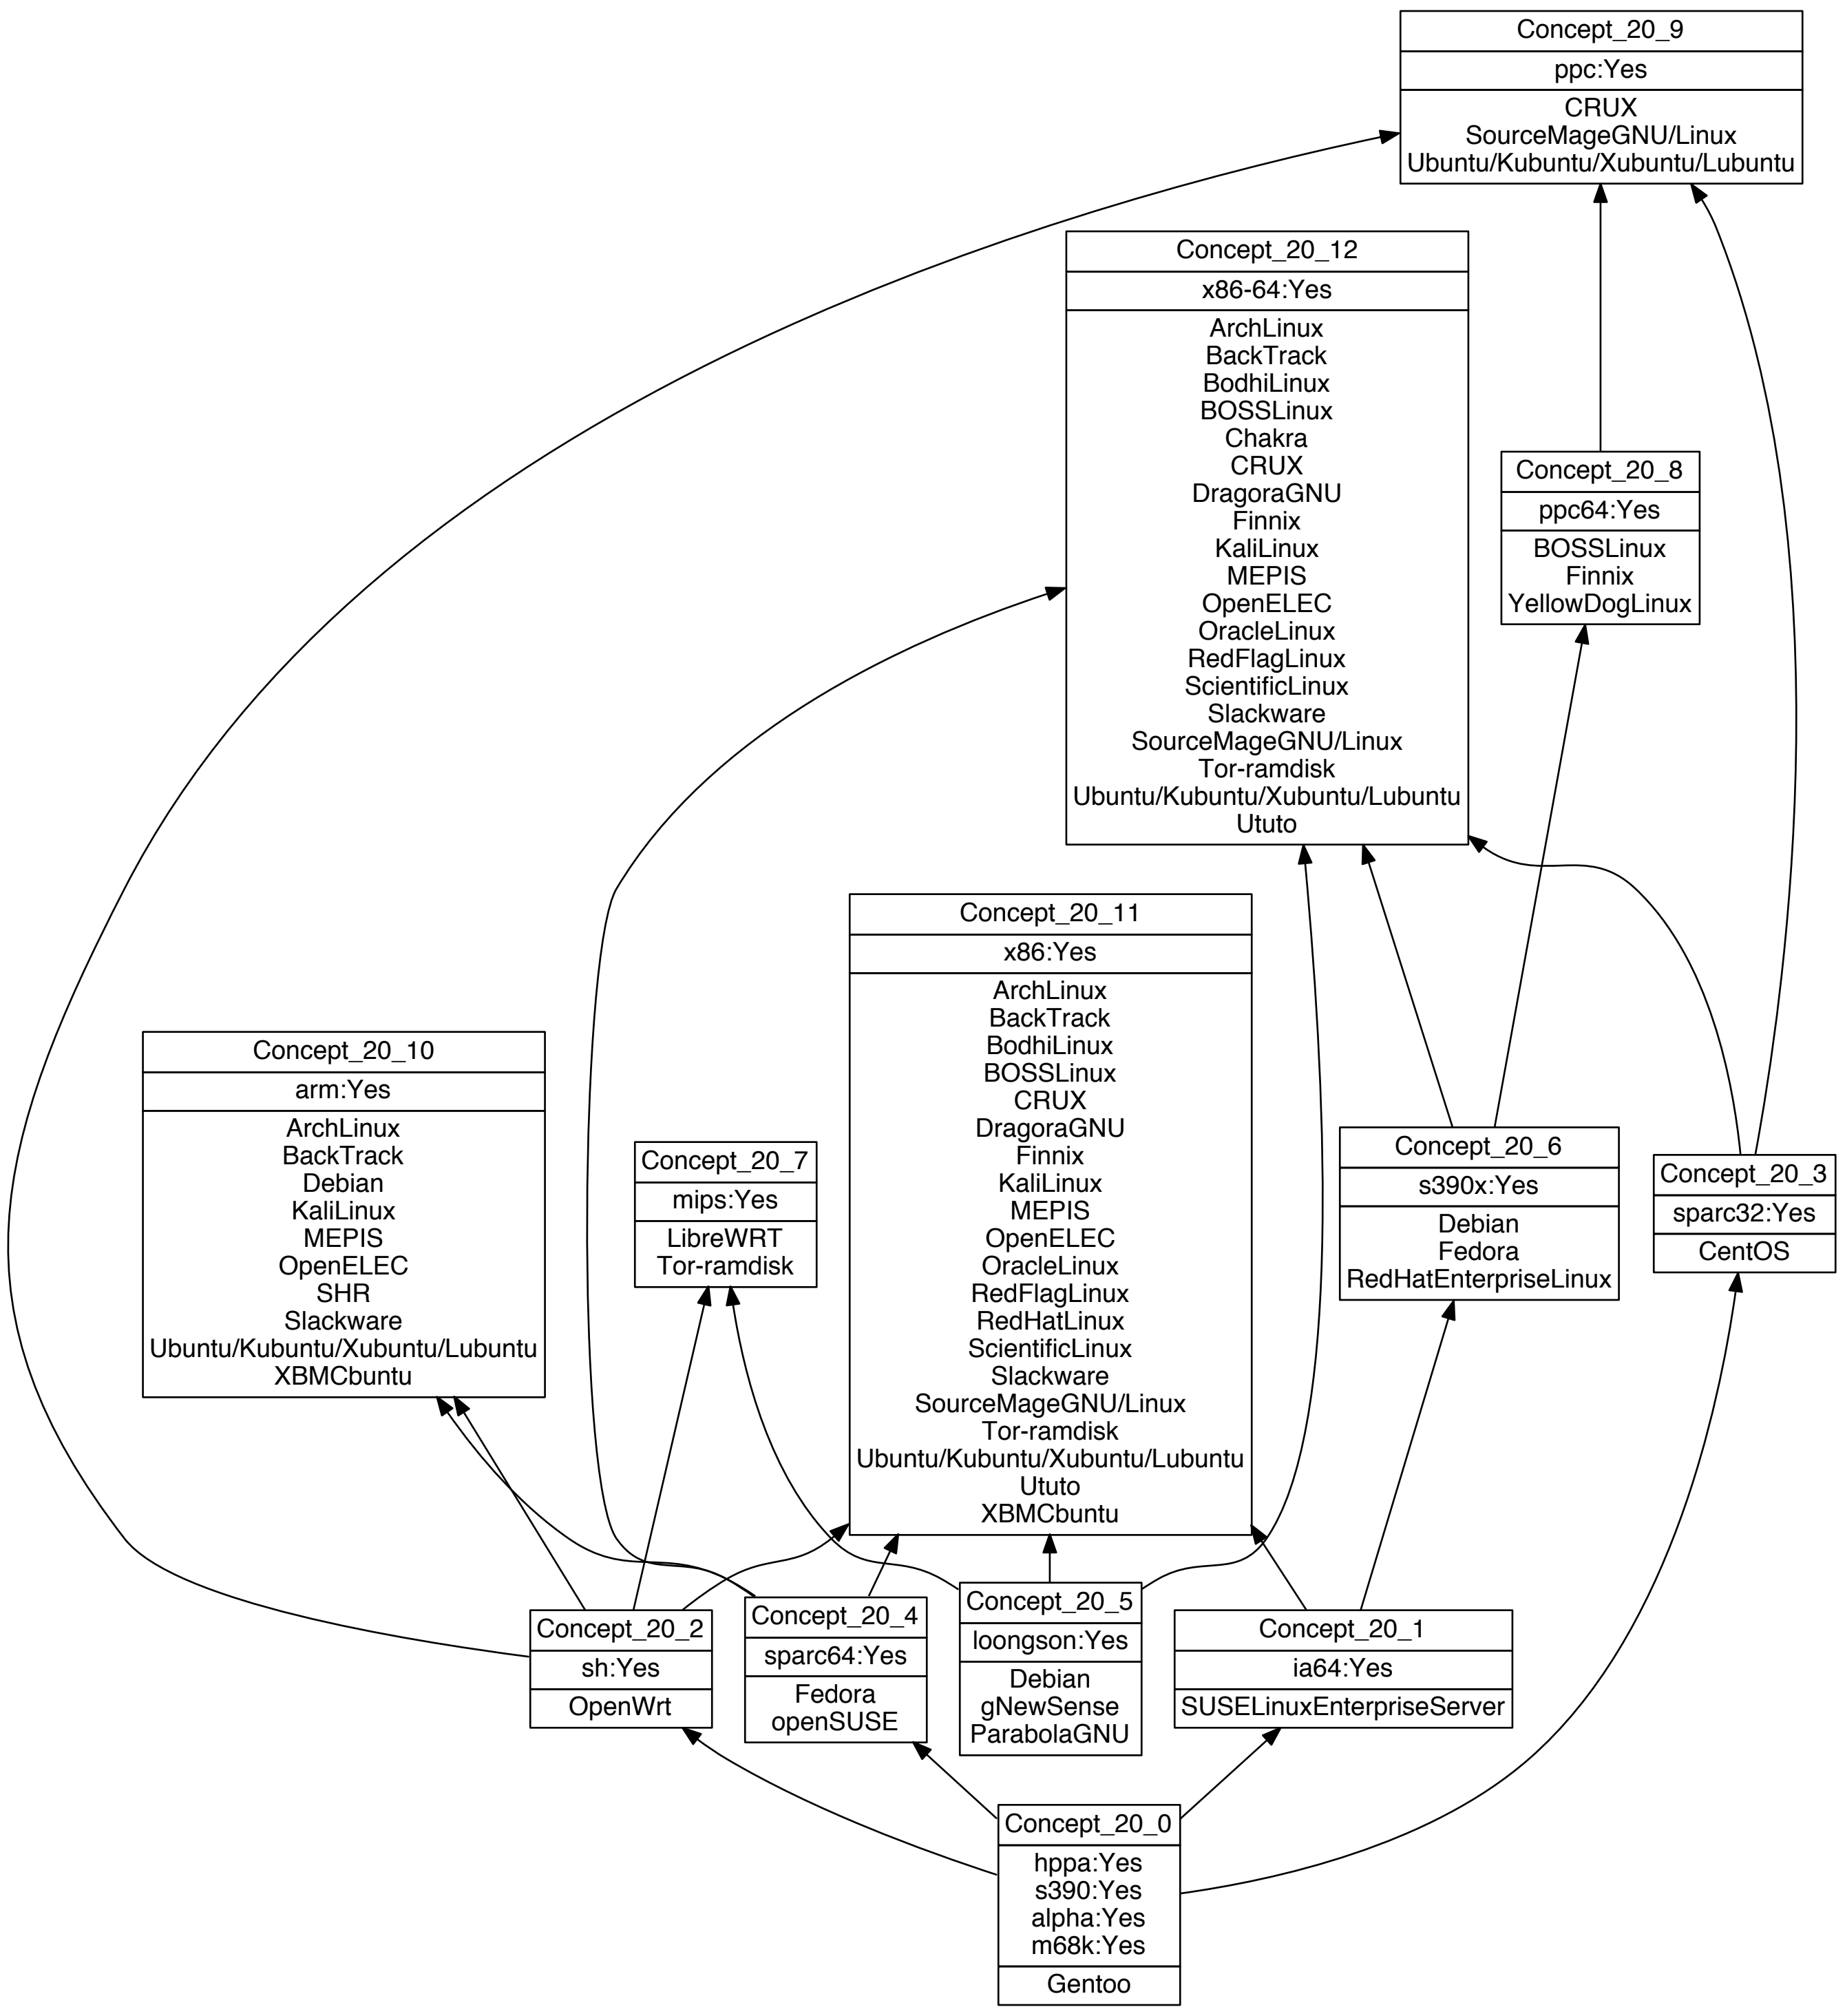 Concept_20_9
ppc:Yes
CRUX
SourceMageGNU/Linux
Ubuntu/Kubuntu/Xubuntu/Lubuntu
Concept_20_12
x86-64:Yes
ArchLinux
BackTrack
BodhiLinux
BOSSLinux
Chakra
CRUX
DragoraGNU
Finnix
KaliLinux
MEPIS
OpenELEC
OracleLinux
RedFlagLinux
ScientificLinux
Slackware
SourceMageGNU/Linux
Tor-ramdisk
Ubuntu/Kubuntu/Xubuntu/Lubuntu
Ututo
Concept_20_8
ppc64:Yes
BOSSLinux
Finnix
YellowDogLinux
Concept_20_11
x86:Yes
ArchLinux
BackTrack
BodhiLinux
BOSSLinux
CRUX
DragoraGNU
Finnix
KaliLinux
MEPIS
OpenELEC
OracleLinux
RedFlagLinux
RedHatLinux
ScientificLinux
Slackware
SourceMageGNU/Linux
Tor-ramdisk
Ubuntu/Kubuntu/Xubuntu/Lubuntu
Ututo
XBMCbuntu
Concept_20_10
arm:Yes
ArchLinux
BackTrack
Debian
KaliLinux
MEPIS
OpenELEC
SHR
Slackware
Ubuntu/Kubuntu/Xubuntu/Lubuntu
XBMCbuntu
Concept_20_7
mips:Yes
LibreWRT
Tor-ramdisk
Concept_20_6
s390x:Yes
Debian
Fedora
RedHatEnterpriseLinux
Concept_20_3
sparc32:Yes
CentOS
Concept_20_2
sh:Yes
OpenWrt
Concept_20_4
sparc64:Yes
Fedora
openSUSE
Concept_20_5
loongson:Yes
Debian
gNewSense
ParabolaGNU
Concept_20_1
ia64:Yes
SUSELinuxEnterpriseServer
Concept_20_0
hppa:Yes
s390:Yes
alpha:Yes
m68k:Yes
Gentoo